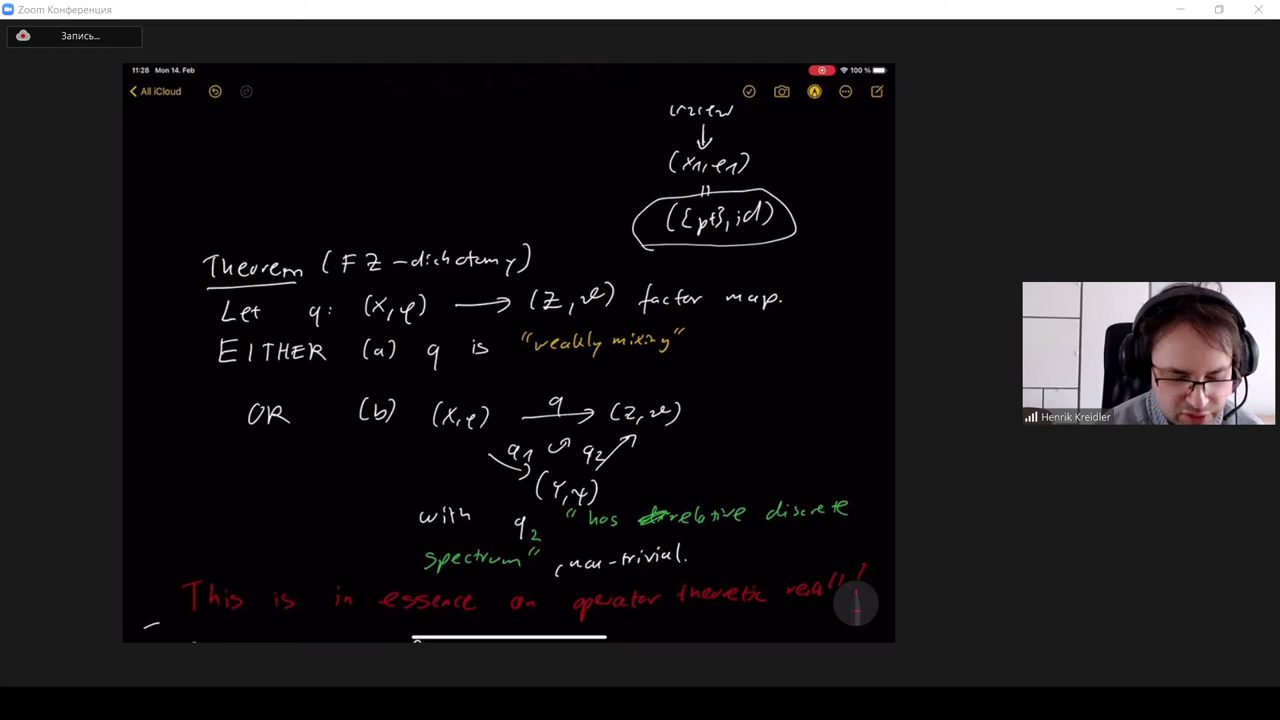 Zoom Конференция
Запись...
11:28 Mon 14. Feb
100 %
All iCloud
(X₁, φ₁)
({pt}, id)
Theorem (FZ-dichotomy)
Let q: (X, φ) → (Z, ϑ) factor map.
EITHER (a) q is "weakly mixing"
OR (b) (X, φ) q → (Z, ϑ)
q₁ q₂
(Y, ψ)
with q₂ "has relative discrete
spectrum" , non-trivial.
This is in essence an operator theoretic result!
Henrik Kreidler